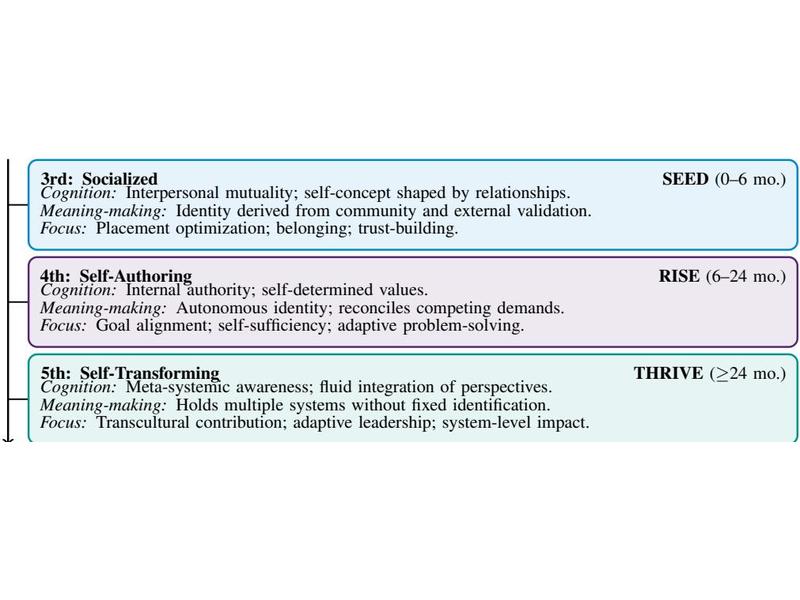 3rd: Socialized SEED (0–6 mo.)
Cognition: Interpersonal mutuality; self-concept shaped by relationships.
Meaning-making: Identity derived from community and external validation.
Focus: Placement optimization; belonging; trust-building.
4th: Self-Authoring RISE (6–24 mo.)
Cognition: Internal authority; self-determined values.
Meaning-making: Autonomous identity; reconciles competing demands.
Focus: Goal alignment; self-sufficiency; adaptive problem-solving.
5th: Self-Transforming THRIVE (≥24 mo.)
Cognition: Meta-systemic awareness; fluid integration of perspectives.
Meaning-making: Holds multiple systems without fixed identification.
Focus: Transcultural contribution; adaptive leadership; system-level impact.